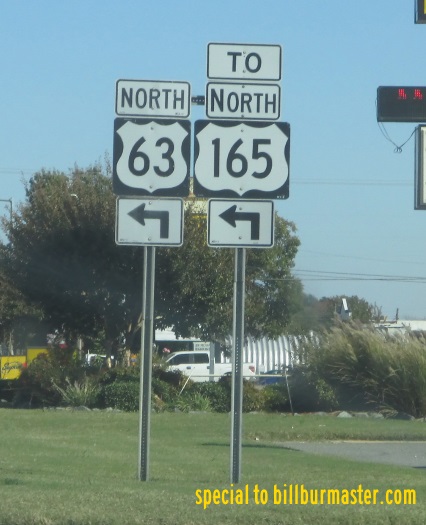 TO
NORTH NORTH
63 165
special to billburmaster.com